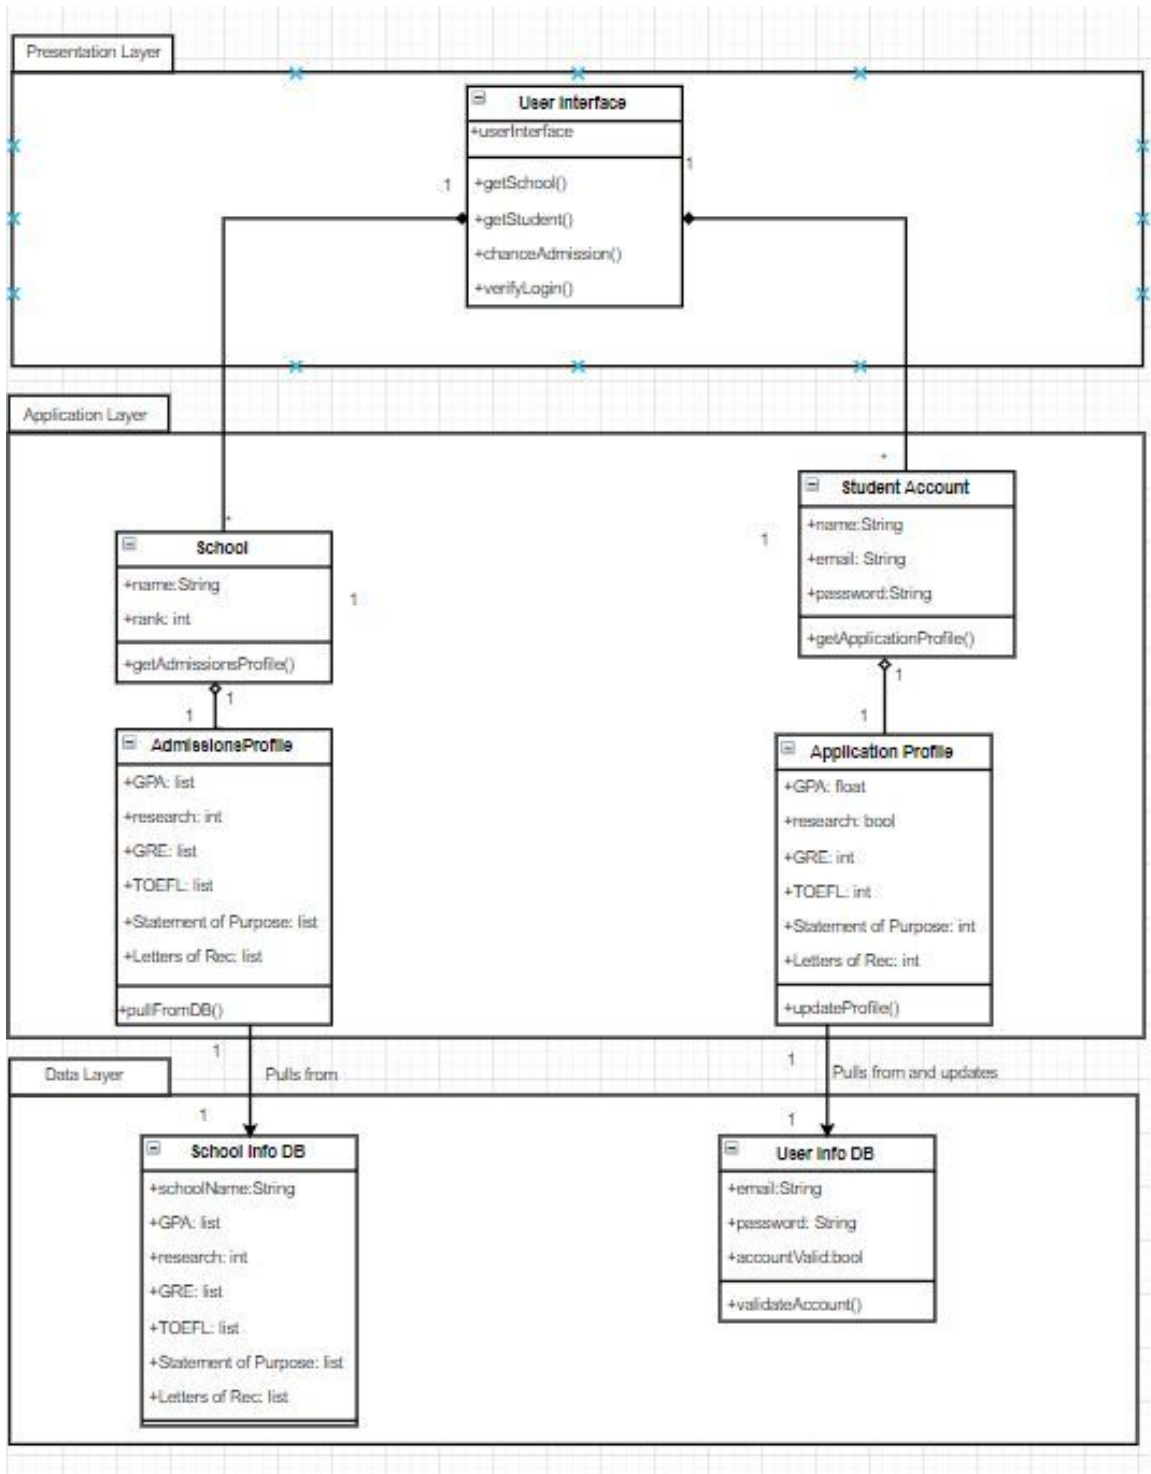 Presentation Layer
User Interface
+userInterface
1
1
+getSchool()
+getStudent()
+chanceAdmission()
+verifyLogin()
Application Layer
*
Student Account
+name:String
+email: String
+password:String
+getApplicationProfile()
1
*
School
+name:String
+rank: int
+getAdmissionsProfile()
1
1
1
AdmissionsProfile
+GPA: list
+research: int
+GRE: list
+TOEFL: list
+Statement of Purpose: list
+Letters of Rec: list
+pullFromDB()
1
1
Application Profile
+GPA: float
+research: bool
+GRE: int
+TOEFL: int
+Statement of Purpose: int
+Letters of Rec: int
+updateProfile()
1
Pulls from
1
Pulls from and updates
Data Layer
1
School Info DB
+schoolName:String
+GPA: list
+research: int
+GRE: list
+TOEFL: list
+Statement of Purpose: list
+Letters of Rec: list
1
User Info DB
+email:String
+password: String
+accountValid:bool
+validateAccount()